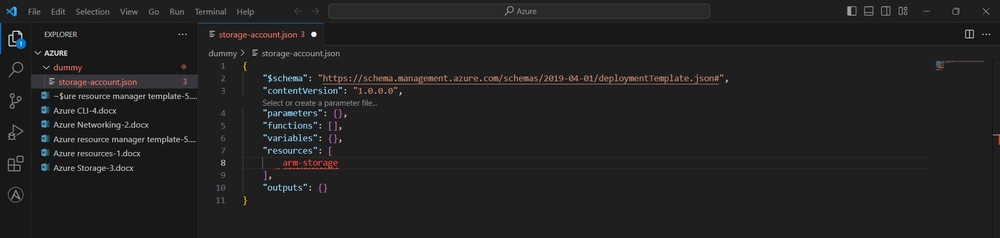 File Edit Selection View Go Run Terminal Help
Azure
EXPLORER
storage-account.json 3
AZURE
dummy
storage-account.json 3
~$ure resource manager template-5....
Azure CLI-4.docx
Azure Networking-2.docx
Azure resource manager template-5....
Azure resources-1.docx
Azure Storage-3.docx
1
dummy > storage-account.json
1 {
2 "$schema": "https://schema.management.azure.com/schemas/2019-04-01/deploymentTemplate.json#",
3 "contentVersion": "1.0.0.0",
Select or create a parameter file...
4 "parameters": {},
5 "functions": [],
6 "variables": {},
7 "resources": [
8 arm-storage
9 ],
10 "outputs": {}
11 }